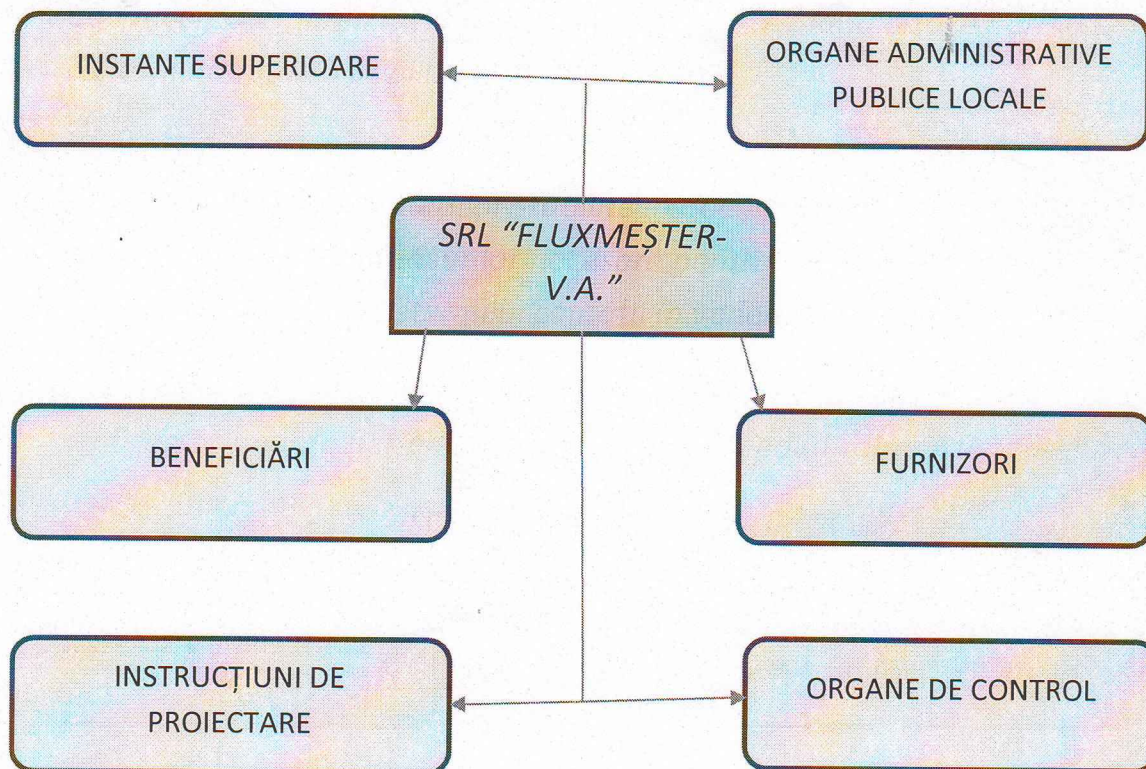 INSTANTE SUPERIOARE
ORGANE ADMINISTRATIVE
PUBLICE LOCALE
SRL “FLUXMEȘTER-
V.A.”
BENEFICIĂRI
FURNIZORI
INSTRUCȚIUNI DE
PROIECTARE
ORGANE DE CONTROL